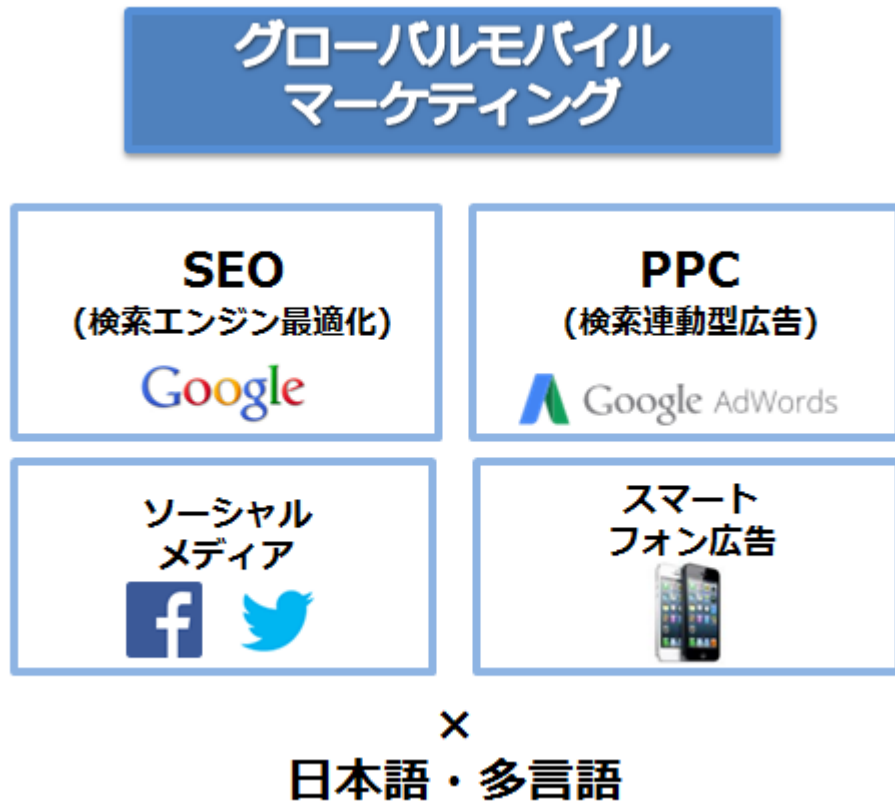 グローバルモバイル
マーケティング
SEO
(検索エンジン最適化)
Google
PPC
(検索連動型広告)
Google AdWords
ソーシャル
メディア
f
スマート
フォン広告
×
日本語・多言語